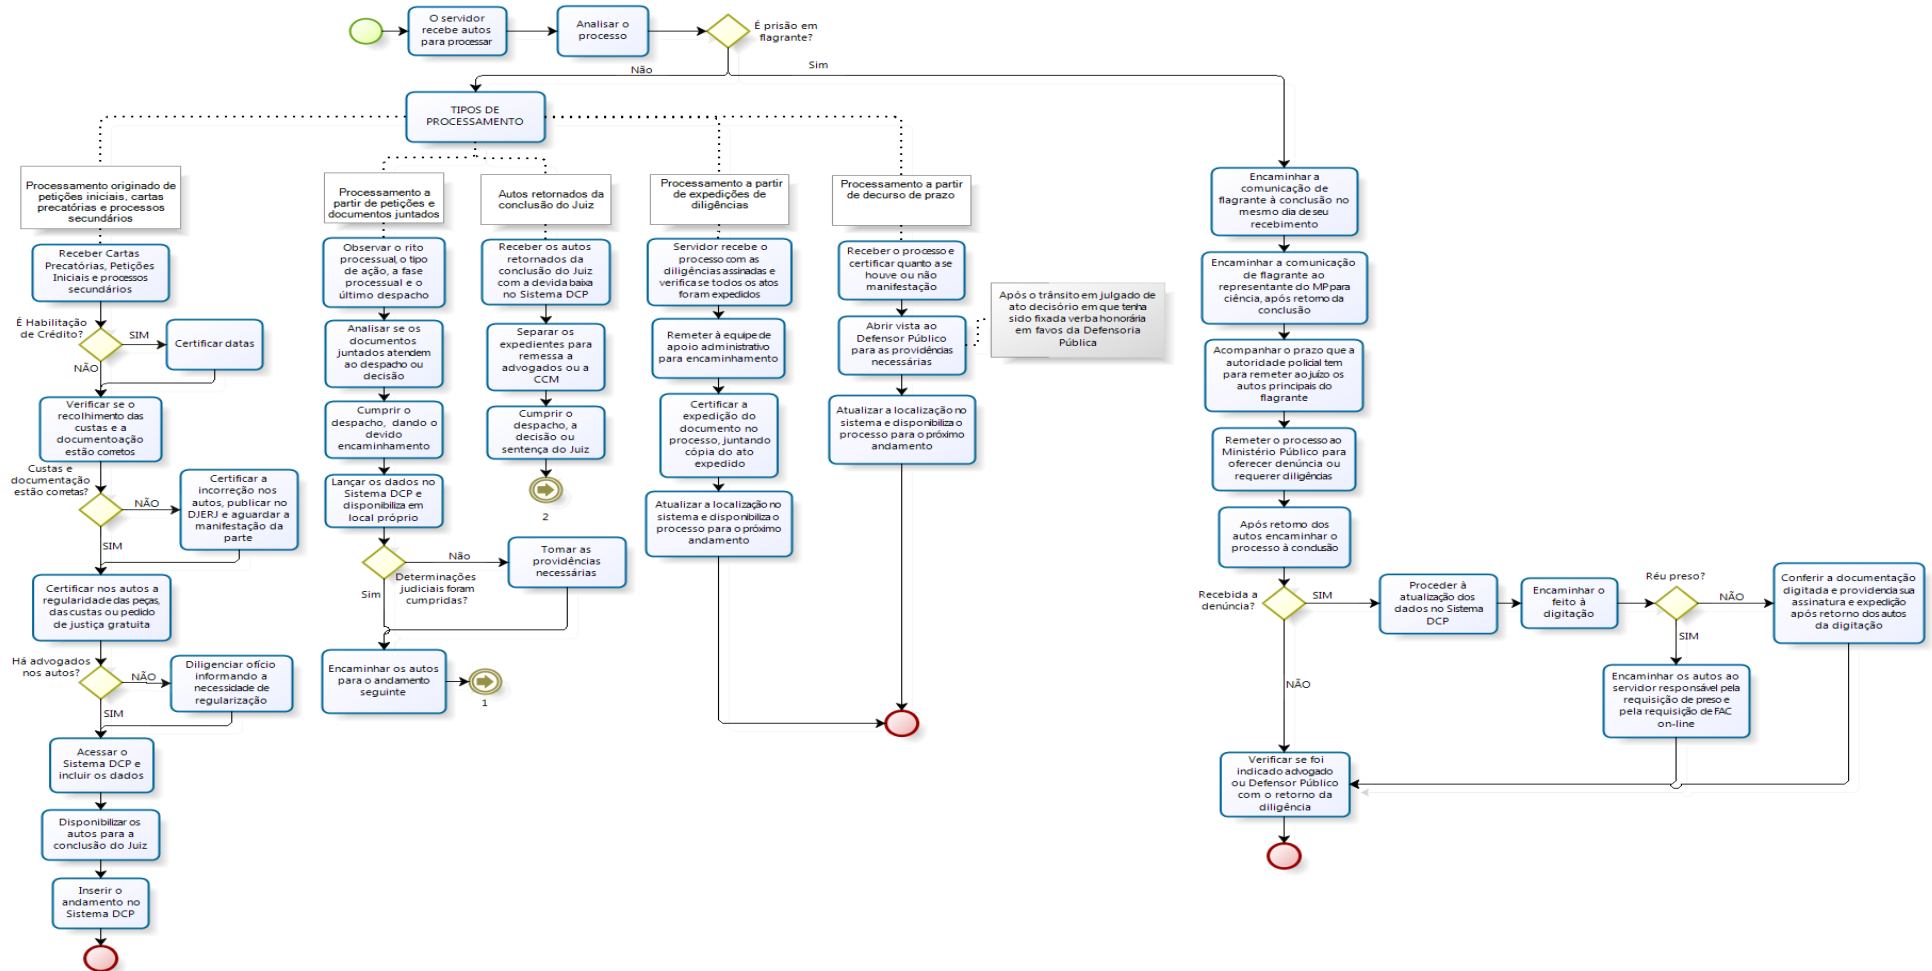 O servidor
recebe autos
para processar
Analisar o
processo
É prisão em
flagrante?
Não
Sim
TIPOS DE
PROCESSAMENTO
Processamento originado de
petições iniciais, cartas
precatórias e processos
secundários
Receber Cartas
Precatórias, Petições
Iniciais e processos
secundários
É Habilitação
de Crédito?
SIM
Certificar datas
NÃO
Verificar se o
recolhimento das
custas e a
documentoação
estão corretos
Custas e
documentação
estão corretas?
NÃO
Certificar a
incorreção nos
autos, publicar no
DJERJ e aguardar a
manifestação da
parte
SIM
Certificar nos autos a
regularidade das peças,
das custas ou pedido
de justiça gratuita
Há advogados
nos autos?
NÃO
Diligenciar ofício
informando a
necessidade de
regularização
SIM
Acessar o
Sistema DCP e
incluir os dados
Disponibilizar os
autos para a
conclusão do Juiz
Inserir o
andamento no
Sistema DCP
Processamento a
partir de petições e
documentos juntados
Observar o rito
processual, o tipo
de ação, a fase
processual e o
último despacho
Analisar se os
documentos
juntados atendem
ao despacho ou
decisão
Cumprir o
despacho, dando o
devido
encaminhamento
Lançar os dados no
Sistema DCP e
disponibiliza em
local próprio
Não
Determinações
judiciais foram
cumpridas?
Sim
Tomar as
providências
necessárias
Encaminhar os autos
para o andamento
seguinte
1
Autos retornados da
conclusão do Juiz
Receber os autos
retornados da
conclusão do Juiz
com a devida baixa
no Sistema DCP
Separar os
expedientes para
remessa a
advogados ou a
CCM
Cumprir o
despacho, a
decisão ou
sentença do Juiz
2
Processamento a partir
de expedições de
diligências
Servidor recebe o
processo com as
diligências assinadas e
verifica se todos os atos
foram expedidos
Remeter à equipe de
apoio administrativo
para encaminhamento
Certificar a
expedição do
documento no
processo, juntando
cópia do ato
expedido
Atualizar a localização no
sistema e disponibiliza o
processo para o próximo
andamento
Processamento a partir
de decurso de prazo
Receber o processo e
certificar quanto a se
houve ou não
manifestação
Abrir vista ao
Defensor Público
para as providências
necessárias
Após o trânsito em julgado de
ato decisório em que tenha
sido fixada verba honorária
em favos da Defensoria
Pública
Atualizar a localização no
sistema e disponibiliza o
processo para o próximo
andamento
Encaminhar a
comunicação de
flagrante à conclusão no
mesmo dia de seu
recebimento
Encaminhar a comunicação
de flagrante ao
representante do MP para
ciência, após retorno da
conclusão
Acompanhar o prazo que a
autoridade policial tem
para remeter ao juízo os
autos principais do
flagrante
Remeter o processo ao
Ministério Público para
oferecer denúncia ou
requerer diligências
Após retorno dos
autos encaminhar o
processo à conclusão
Recebida a
denúncia?
SIM
Proceder à
atualização dos
dados no Sistema
DCP
Encaminhar o
feito à
digitação
Réu preso?
NÃO
Conferir a documentação
digitada e providencia sua
assinatura e expedição
após retorno dos autos
da digitação
SIM
Encaminhar os autos ao
servidor responsável pela
requisição de preso e
pela requisição de FAC
on-line
NÃO
Verificar se foi
indicado advogado
ou Defensor Público
com o retorno da
diligência